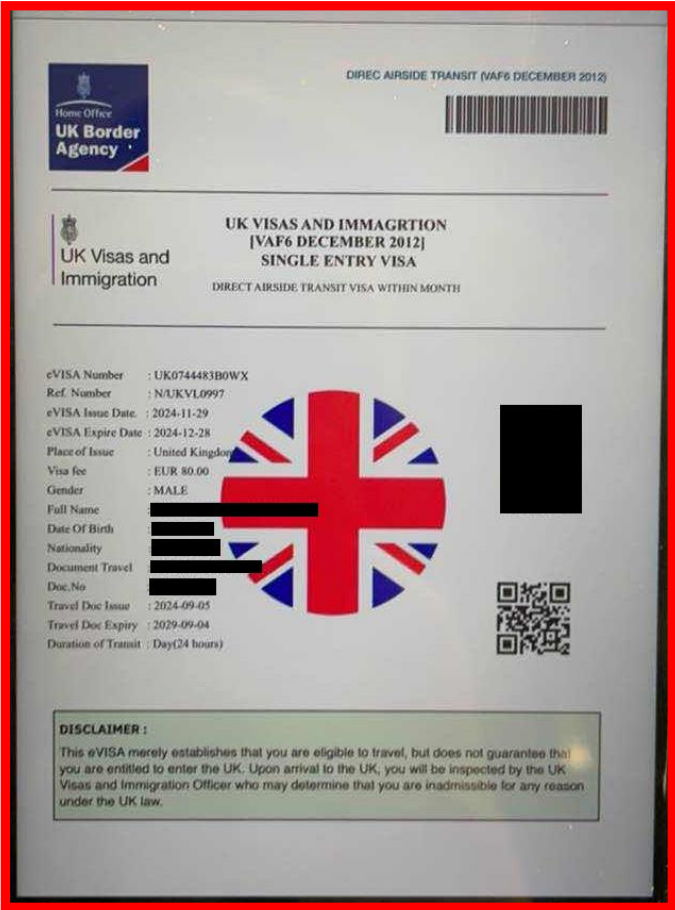 DIREC AIRSIDE TRANSIT (VAF6 DECEMBER 2012)
Home Office
UK Border
Agency
UK Visas and
Immigration
UK VISAS AND IMMAGRTION
[VAF6 DECEMBER 2012]
SINGLE ENTRY VISA
DIRECT AIRSIDE TRANSIT VISA WITHIN MONTH
eVISA Number : UK0744483B0WX
Ref. Number : N/UKVL0997
eVISA Issue Date. : 2024-11-29
eVISA Expire Date : 2024-12-28
Place of Issue : United Kingdom
Visa fee : EUR 80.00
Gender : MALE
Full Name :
Date Of Birth :
Nationality :
Document Travel :
Doc.No :
Travel Doc Issue : 2024-09-05
Travel Doc Expiry : 2029-09-04
Duration of Transit : Day(24 hours)
DISCLAIMER :
This eVISA merely establishes that you are eligible to travel, but does not guarantee that
you are entitled to enter the UK. Upon arrival to the UK, you will be inspected by the UK
Visas and Immigration Officer who may determine that you are inadmissible for any reason
under the UK law.